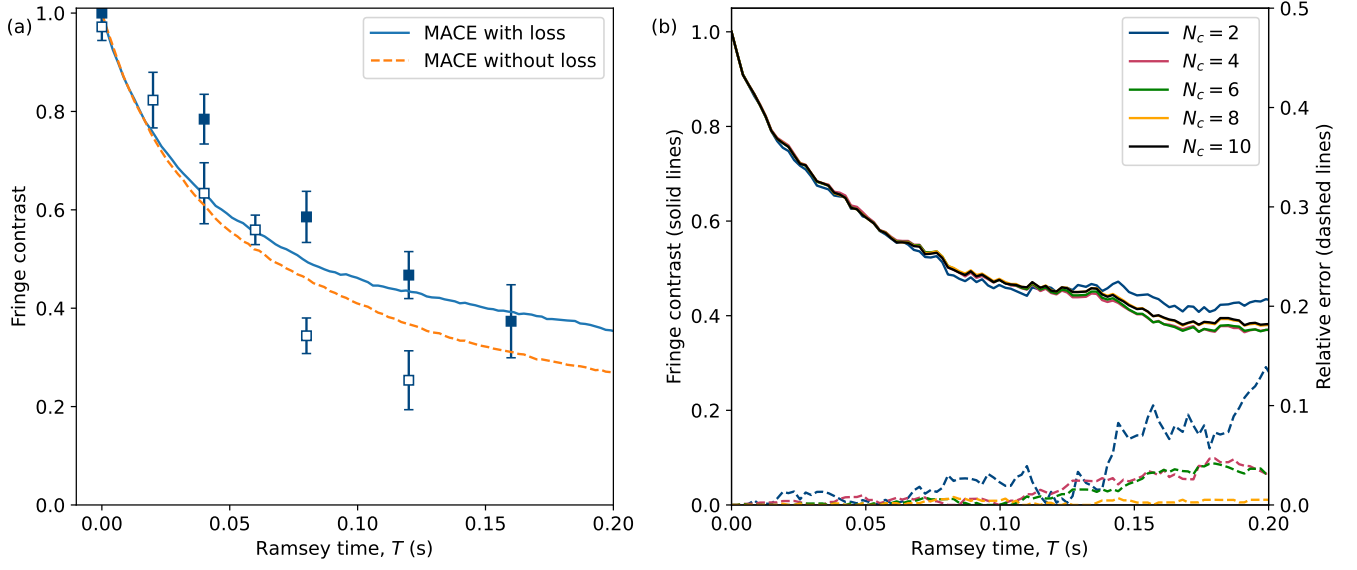 (a)
1.0
0.8
0.6
0.4
0.2
0.0
Fringe contrast
MACE with loss
MACE without loss
0.00
0.05
0.10
0.15
0.20
Ramsey time, T (s)
(b)
1.0
0.8
0.6
0.4
0.2
0.0
Fringe contrast (solid lines)
N_c = 2
N_c = 4
N_c = 6
N_c = 8
N_c = 10
0.5
0.4
0.3
0.2
0.1
0.0
Relative error (dashed lines)
0.00
0.05
0.10
0.15
0.20
Ramsey time, T (s)